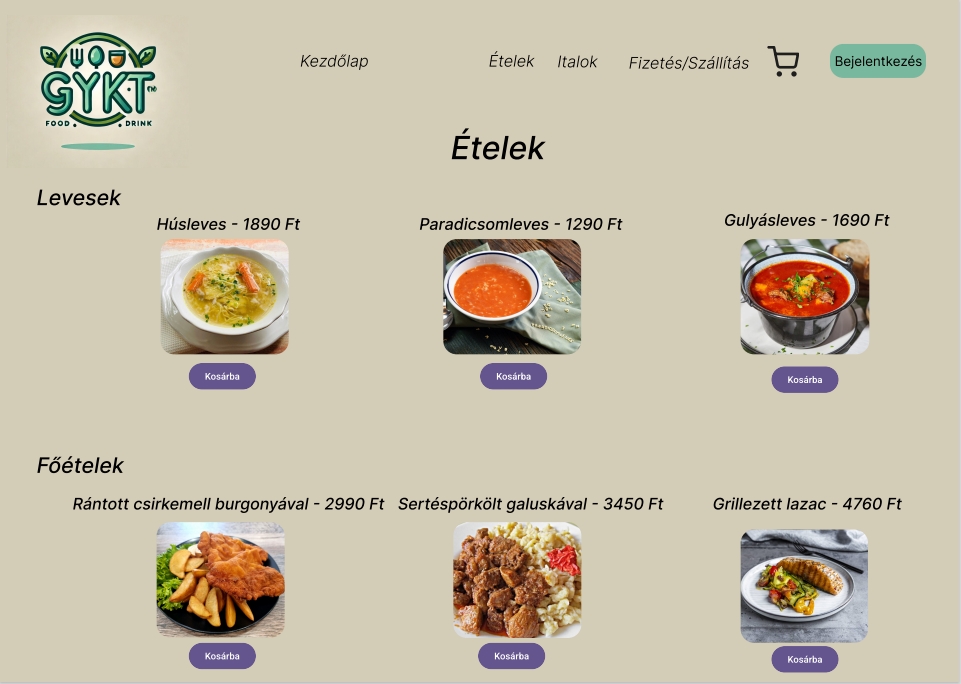 GYKT
FOOD DRINK
Kezdőlap
Ételek
Italok
Fizetés/Szállítás
Bejelentkezés
Ételek
Levesek
Húsleves - 1890 Ft
Paradicsomleves - 1290 Ft
Gulyásleves - 1690 Ft
Kosárba
Kosárba
Kosárba
Főételek
Rántott csirkemell burgonyával - 2990 Ft
Sertéspörkölt galuskával - 3450 Ft
Grillezett lazac - 4760 Ft
Kosárba
Kosárba
Kosárba